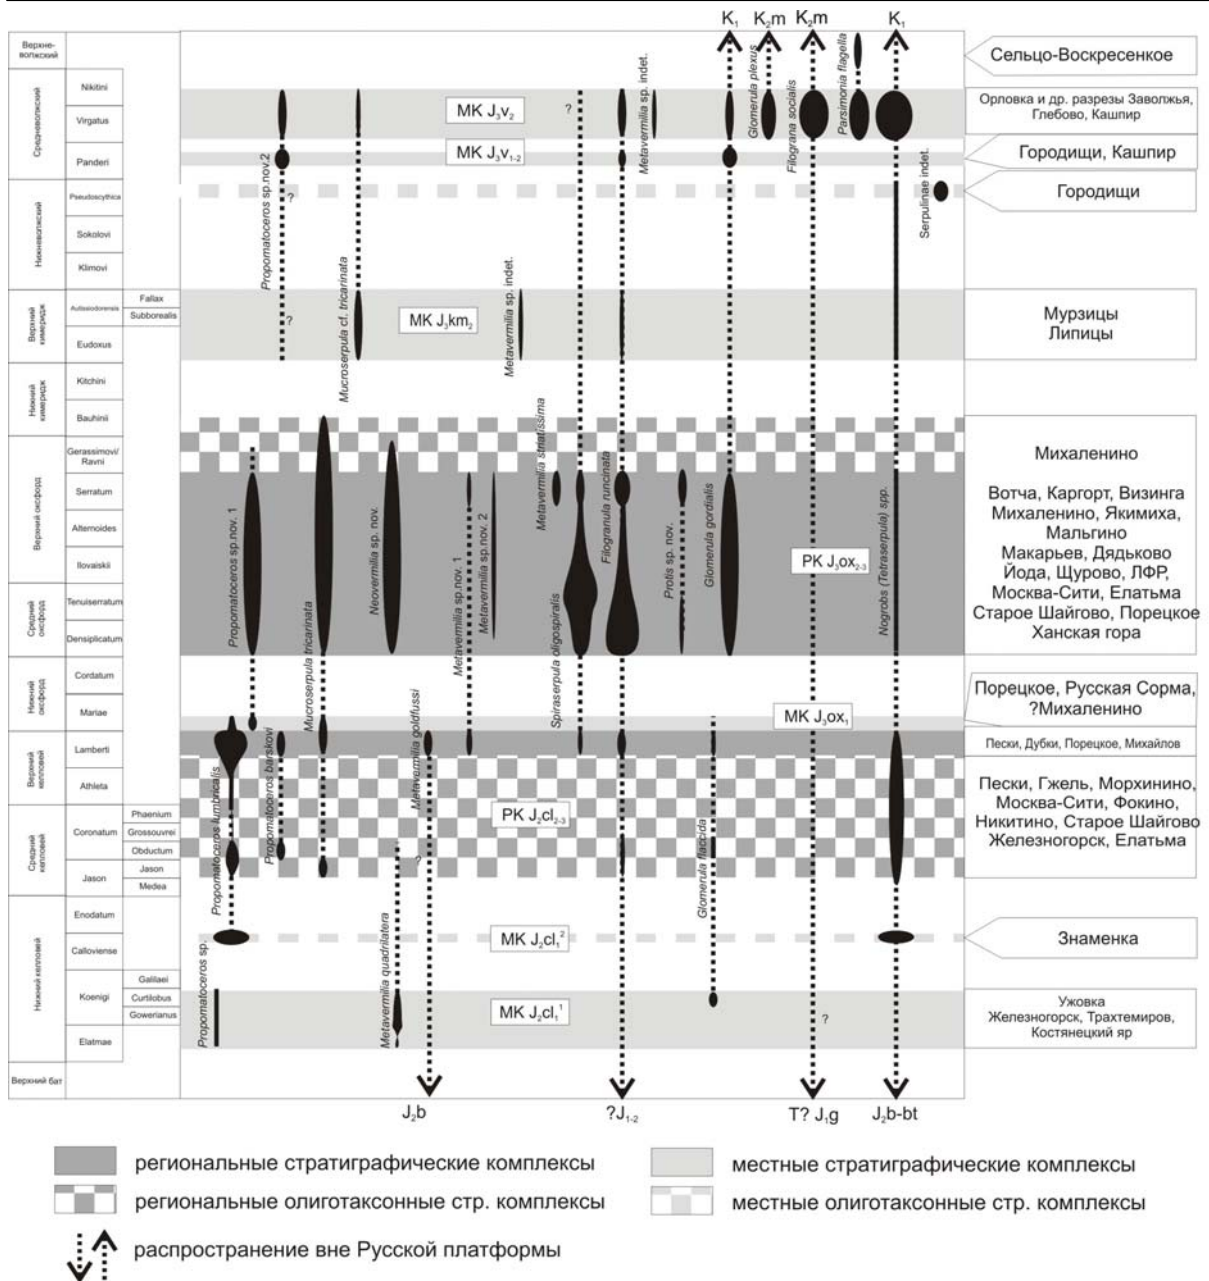 K₁
K₂m
K₂m
K₁
Верхне-
волжский
Средневолжский
Nikitini
Virgatus
Panderi
Нижневолжский
Pseudoscythica
Sokolovi
Klimovi
Верхний
кимеридж
Autissiodorensis
Fallax
Subborealis
Eudoxus
Нижний
кимеридж
Kitchini
Bauhinii
Верхний оксфорд
Gerassimovi/
Ravni
Serratum
Alternoides
Ilovaiskii
Средний
оксфорд
Tenuiserratum
Densiplicatum
Нижний
оксфорд
Cordatum
Mariae
Верхний
келловей
Lamberti
Athleta
Средний
келловей
Coronatum
Phaenium
Grossouvrei
Obductum
Jason
Jason
Medea
Нижний келловей
Enodatum
Calloviense
Koenigi
Galilaei
Curtilobus
Gowerianus
Elatmae
Верхний бат
MK J₃v₂
MK J₃v₁₋₂
MK J₃km₂
PK J₃ox₂₋₃
MK J₃ox₁
PK J₂cl₂₋₃
MK J₂cl₁²
MK J₂cl₁¹
Propomatoceros sp.nov.2
?
?
Mucroserpula cf. tricarinata
Metavermilia sp. indet.
?
Metavermilia sp. indet.
Glomerula plexus
Filograna socialis
Parsimonia flagella
Serpulinae indet.
Propomatoceros sp.nov. 1
Mucroserpula tricarinata
Neovermilia sp. nov.
Metavermilia sp.nov. 1
Metavermilia sp.nov. 2
Metavermilia striatissima
Spiraserpula oligospiralis
Filogranula runcinata
Protis sp. nov.
Glomerula gordialis
Nogrobs (Tetraserpula) spp.
Propomatoceros lumbricalis
Propomatoceros barskovi
Metavermilia goldfussi
?
Glomerula flaccida
Propomatoceros sp.
Metavermilia quadrilatera
?
Сельцо-Воскресенкое
Орловка и др. разрезы Заволжья,
Глебово, Кашпир
Городищи, Кашпир
Городищи
Мурзицы
Липицы
Михаленино
Вотча, Каргорт, Визинга
Михаленино, Якимиха,
Мальгино
Макарьев, Дядьково
Йода, Щурово, ЛФР,
Москва-Сити, Елатьма
Старое Шайгово, Порецкое
Ханская гора
Порецкое, Русская Сорма,
?Михаленино
Пески, Дубки, Порецкое, Михайлов
Пески, Гжель, Морхинино,
Москва-Сити, Фокино,
Никитино, Старое Шайгово
Железногорск, Елатьма
Знаменка
Ужовка
Железногорск, Трахтемиров,
Костянецкий яр
J₂b
?J₁₋₂
T? J₁g
J₂b-bt
региональные стратиграфические комплексы
местные стратиграфические комплексы
региональные олиготаксонные стр. комплексы
местные олиготаксонные стр. комплексы
распространение вне Русской платформы